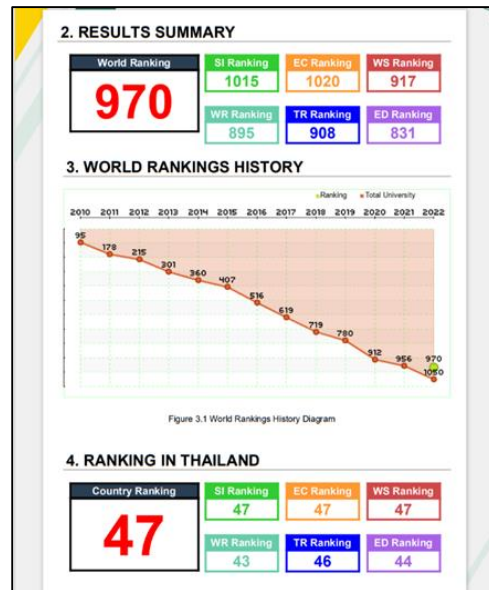 2. RESULTS SUMMARY
World Ranking
970
SI Ranking
1015
EC Ranking
1020
WS Ranking
917
WR Ranking
895
TR Ranking
908
ED Ranking
831
3. WORLD RANKINGS HISTORY
Ranking Total University
2010 2011 2012 2013 2014 2015 2016 2017 2018 2019 2020 2021 2022
95
178
215
301
360
407
516
619
719
780
912
956
970
1050
Figure 3.1 World Rankings History Diagram
4. RANKING IN THAILAND
Country Ranking
47
SI Ranking
47
EC Ranking
47
WS Ranking
47
WR Ranking
43
TR Ranking
46
ED Ranking
44